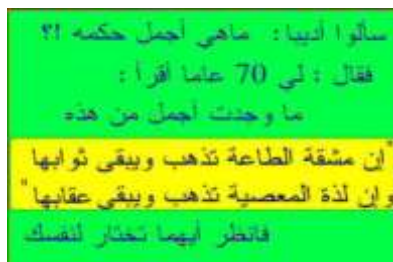 سألوا أديبا: ماهي أجمل حكمه !؟
فقال : لي 70 عاما أقرأ :
ما وجدت أجمل من هذه
"إن مشقة الطاعة تذهب ويبقى ثوابها
وإن لذة المعصية تذهب ويبقى عقابها"
فانظر أيهما تختار لنفسك